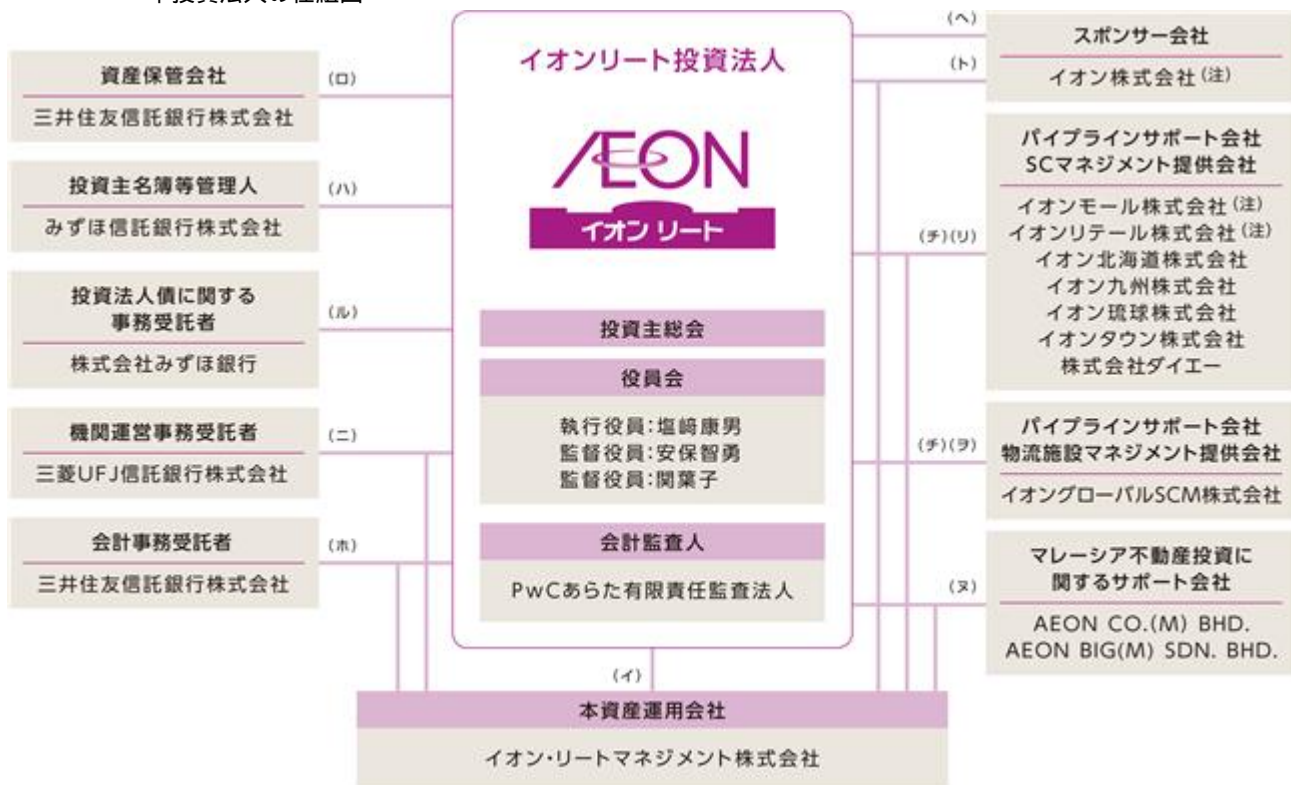 イオンリート投資法人
AEON
イオン リート
投資主総会
役員会
執行役員:塩﨑康男
監督役員:安保智勇
監督役員:関葉子
会計監査人
PwCあらた有限責任監査法人
(ロ)
資産保管会社
三井住友信託銀行株式会社
(ハ)
投資主名簿等管理人
みずほ信託銀行株式会社
(ル)
投資法人債に関する
事務受託者
株式会社みずほ銀行
(ニ)
機関運営事務受託者
三菱UFJ信託銀行株式会社
(ホ)
会計事務受託者
三井住友信託銀行株式会社
(ヘ)
(ト)
スポンサー会社
イオン株式会社(注)
(チ)(リ)
パイプラインサポート会社
SCマネジメント提供会社
イオンモール株式会社(注)
イオンリテール株式会社(注)
イオン北海道株式会社
イオン九州株式会社
イオン琉球株式会社
イオンタウン株式会社
株式会社ダイエー
(チ)(ヲ)
パイプラインサポート会社
物流施設マネジメント提供会社
イオングローバルSCM株式会社
(ヌ)
マレーシア不動産投資に
関するサポート会社
AEON CO.(M) BHD.
AEON BIG(M) SDN. BHD.
(イ)
本資産運用会社
イオン・リートマネジメント株式会社